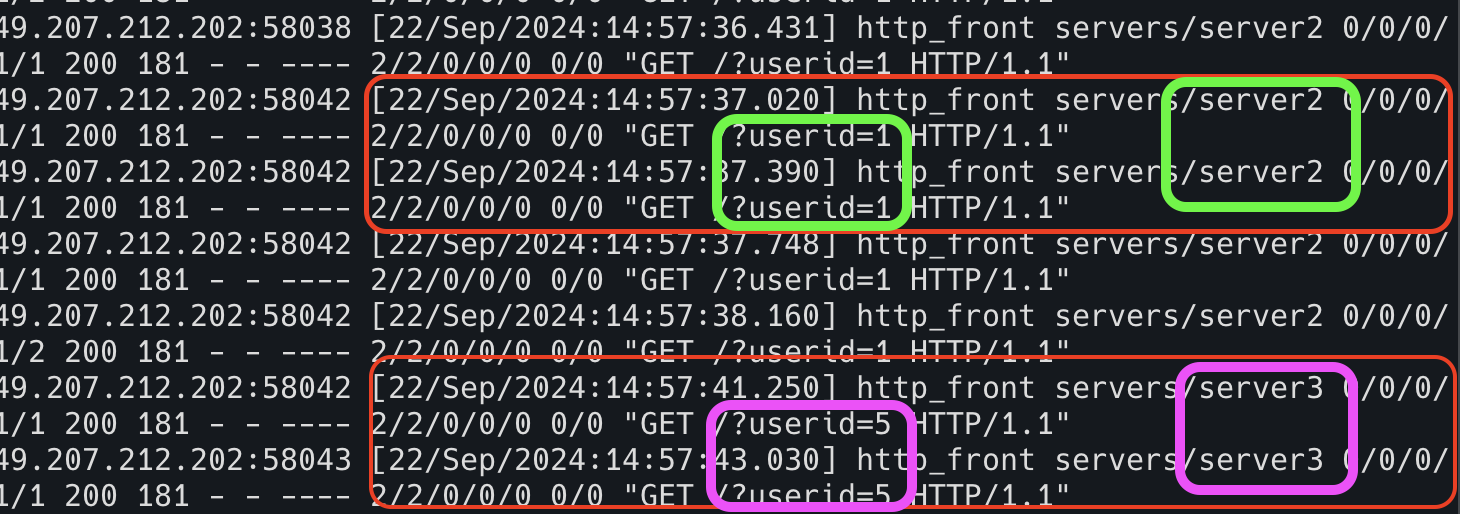 49.207.212.202:58038 [22/Sep/2024:14:57:36.431] http_front servers/server2 0/0/0/
1/1 200 181 - - ---- 2/2/0/0/0 0/0 "GET /?userid=1 HTTP/1.1"
49.207.212.202:58042 [22/Sep/2024:14:57:37.020] http_front servers/server2 0/0/0/
1/1 200 181 - - ---- 2/2/0/0/0 0/0 "GET /?userid=1 HTTP/1.1"
49.207.212.202:58042 [22/Sep/2024:14:57:37.390] http_front servers/server2 0/0/0/
1/1 200 181 - - ---- 2/2/0/0/0 0/0 "GET /?userid=1 HTTP/1.1"
49.207.212.202:58042 [22/Sep/2024:14:57:37.748] http_front servers/server2 0/0/0/
1/1 200 181 - - ---- 2/2/0/0/0 0/0 "GET /?userid=1 HTTP/1.1"
49.207.212.202:58042 [22/Sep/2024:14:57:38.160] http_front servers/server2 0/0/0/
1/2 200 181 - - ---- 2/2/0/0/0 0/0 "GET /?userid=1 HTTP/1.1"
49.207.212.202:58042 [22/Sep/2024:14:57:41.250] http_front servers/server3 0/0/0/
1/1 200 181 - - ---- 2/2/0/0/0 0/0 "GET /?userid=5 HTTP/1.1"
49.207.212.202:58043 [22/Sep/2024:14:57:43.030] http_front servers/server3 0/0/0/
1/1 200 181 - - ---- 2/2/0/0/0 0/0 "GET /?userid=5 HTTP/1.1"